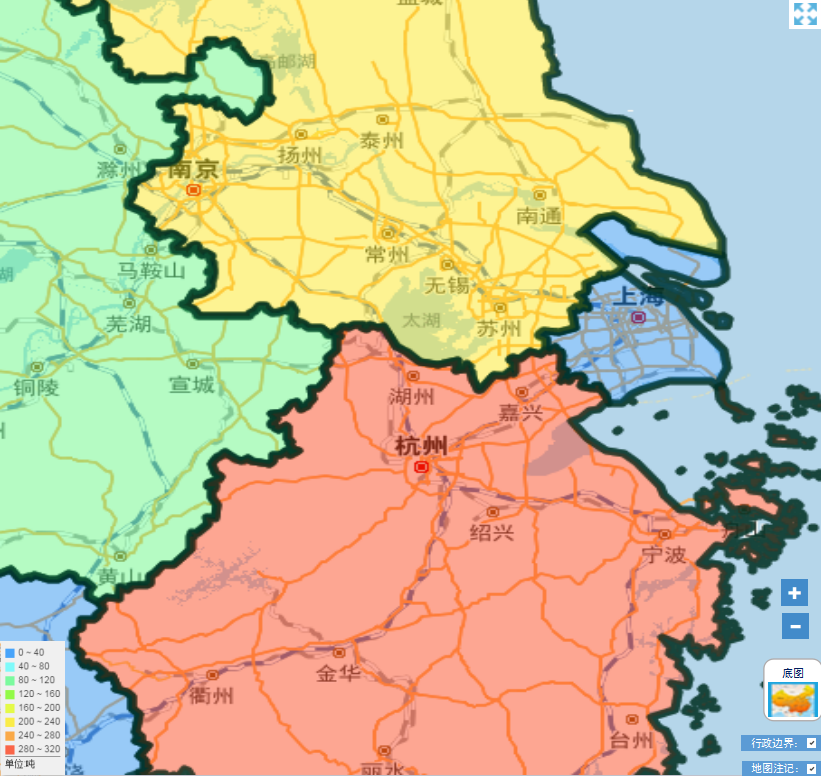 盐城
高邮湖
泰州
扬州
滁州
南京
南通
常州
马鞍山
湖
无锡
上海
芜湖
太湖
苏州
铜陵
宣城
湖州
嘉兴
州
杭州
绍兴
舟山
宁波
黄山
0 ~ 40
40 ~ 80
80 ~ 120
120 ~ 160
160 ~ 200
200 ~ 240
240 ~ 280
280 ~ 320
单位:吨
金华
衢州
台州
丽水
+
−
底图
行政边界:
地图注记: